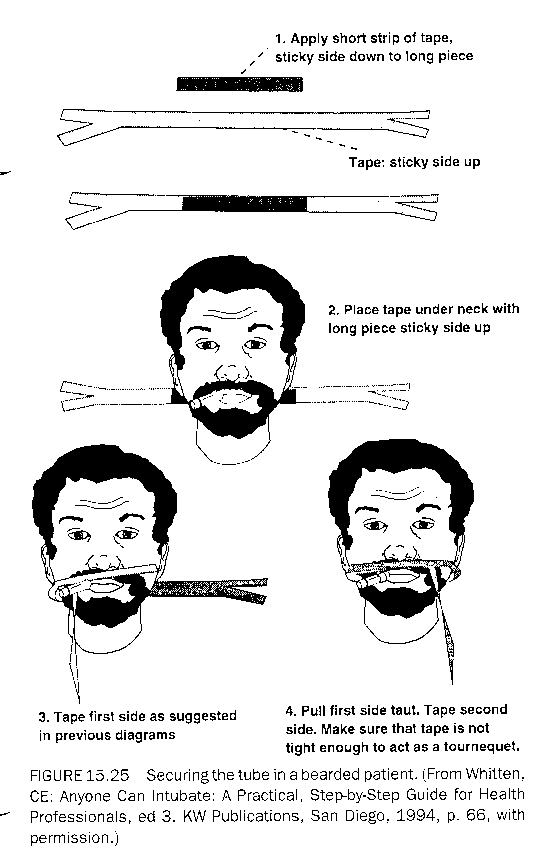 1. Apply short strip of tape,
sticky side down to long piece
Tape: sticky side up
2. Place tape under neck with
long piece sticky side up
3. Tape first side as suggested
in previous diagrams
4. Pull first side taut. Tape second
side. Make sure that tape is not
tight enough to act as a tournequet.
FIGURE 15.25 Securing the tube in a bearded patient. (From Whitten,
CE: Anyone Can Intubate: A Practical, Step-by-Step Guide for Health
Professionals, ed 3. KW Publications, San Diego, 1994, p. 66, with
permission.)